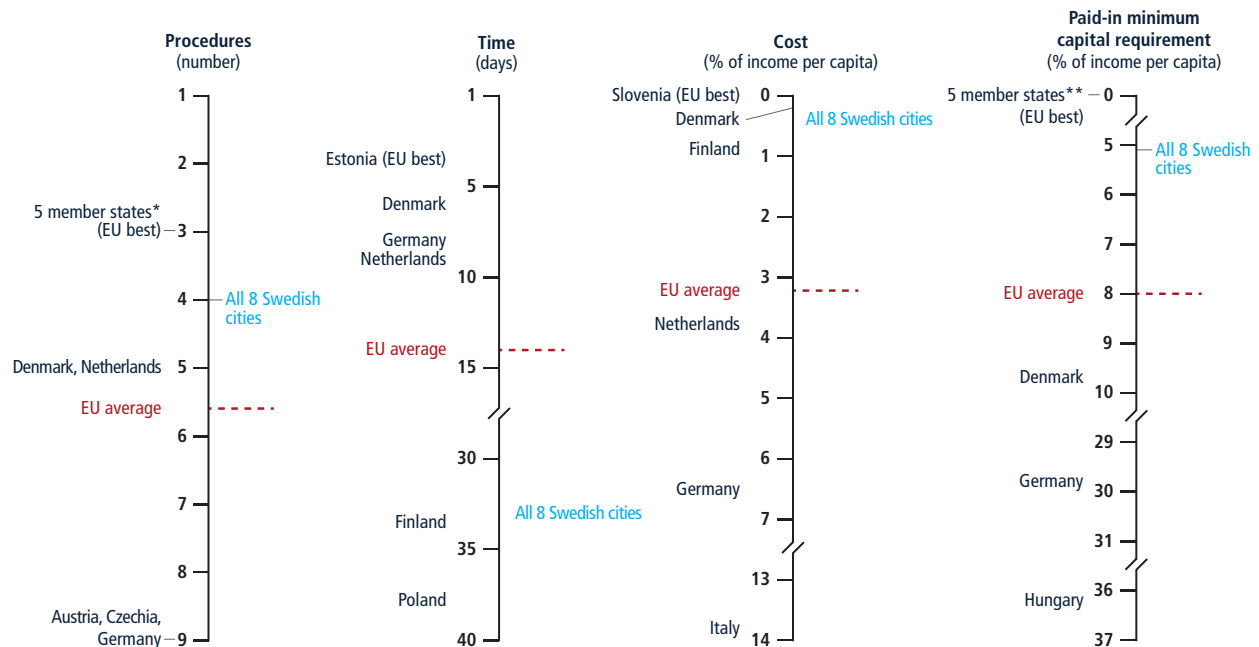 Procedures
(number)
1
2
5 member states*
(EU best)
3
4
All 8 Swedish
cities
Denmark, Netherlands
5
EU average
6
7
8
Austria, Czechia,
Germany
9
Time
(days)
1
Estonia (EU best)
5
Denmark
Germany
Netherlands
10
EU average
15
30
All 8 Swedish cities
Finland
35
Poland
40
Cost
(% of income per capita)
Slovenia (EU best)
0
Denmark
All 8 Swedish cities
Finland
1
2
3
EU average
Netherlands
4
5
6
Germany
7
13
Italy
14
Paid-in minimum
capital requirement
(% of income per capita)
5 member states**
(EU best)
0
5
All 8 Swedish
cities
6
7
EU average
8
9
Denmark
10
29
Germany
30
31
36
Hungary
37